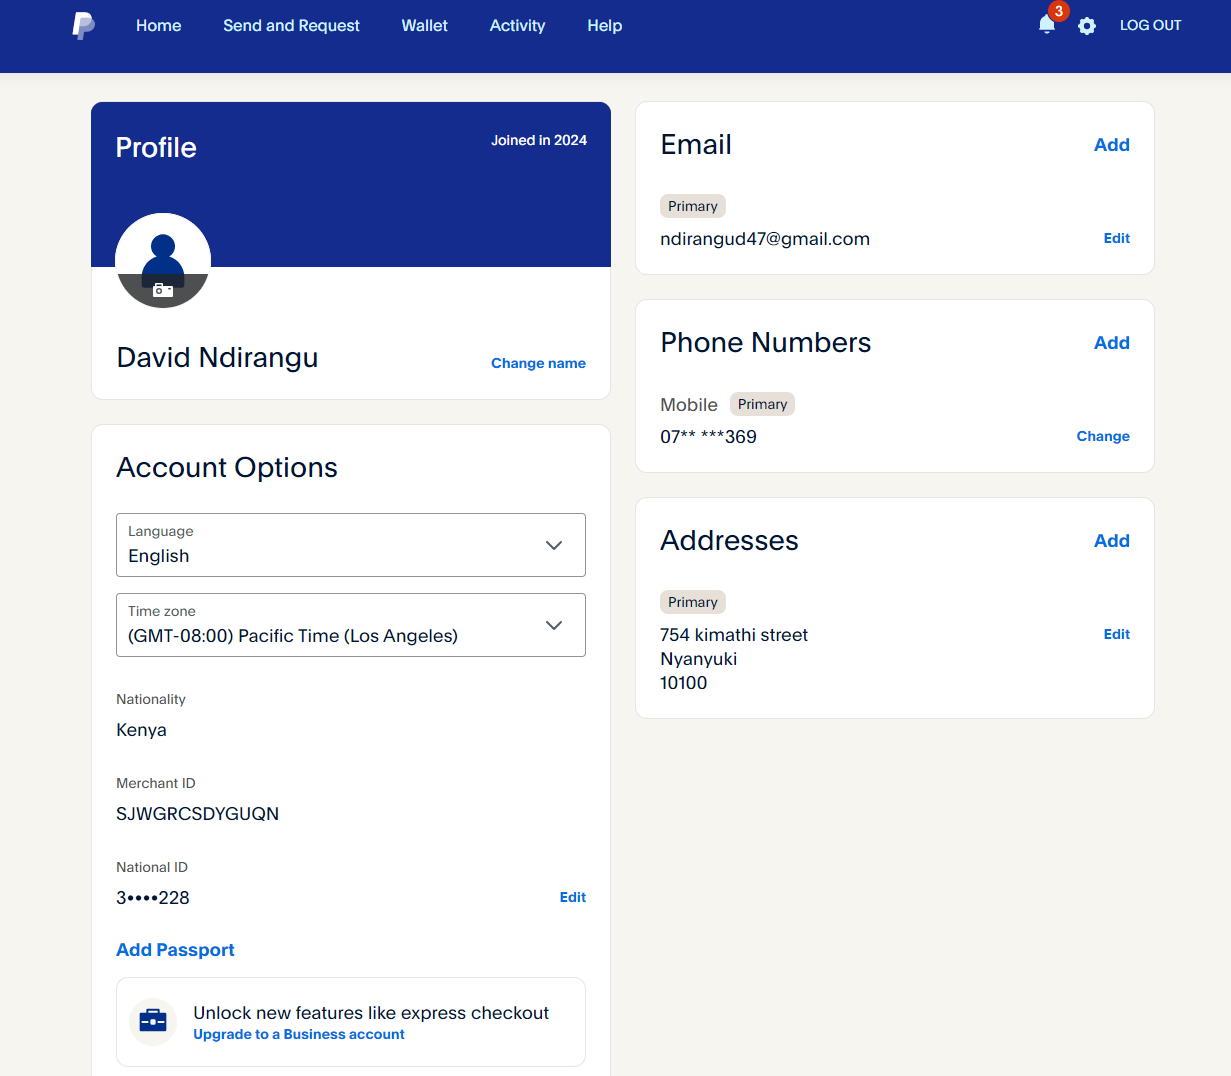 Home Send and Request Wallet Activity Help 3 LOG OUT
Profile Joined in 2024
David Ndirangu Change name
Account Options
Language
English
Time zone
(GMT-08:00) Pacific Time (Los Angeles)
Nationality
Kenya
Merchant ID
SJWGRCSDYGUQN
National ID
3••••228 Edit
Add Passport
Unlock new features like express checkout
Upgrade to a Business account
Email Add
Primary
ndirangud47@gmail.com Edit
Phone Numbers Add
Mobile Primary
07** ***369 Change
Addresses Add
Primary
754 kimathi street Edit
Nyanyuki
10100